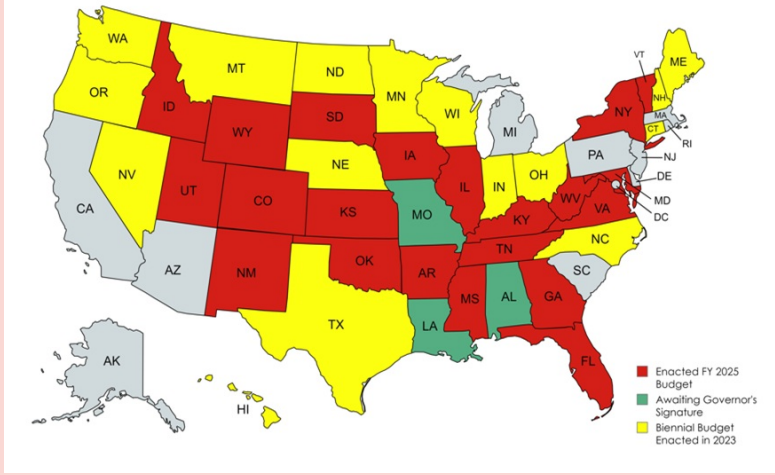 WA
VT
ME
MT
ND
OR
MN
NH
ID
WI
SD
NY
MA
WY
MI
CT
RI
IA
PA
NJ
NE
NV
OH
IL
IN
DE
UT
WV
MD
CO
CA
KS
MO
VA
DC
KY
NC
TN
OK
AZ
NM
AR
SC
MS
AL
GA
TX
LA
AK
FL
HI
Enacted FY 2025
Budget
Awaiting Governor's
Signature
Biennial Budget
Enacted in 2023